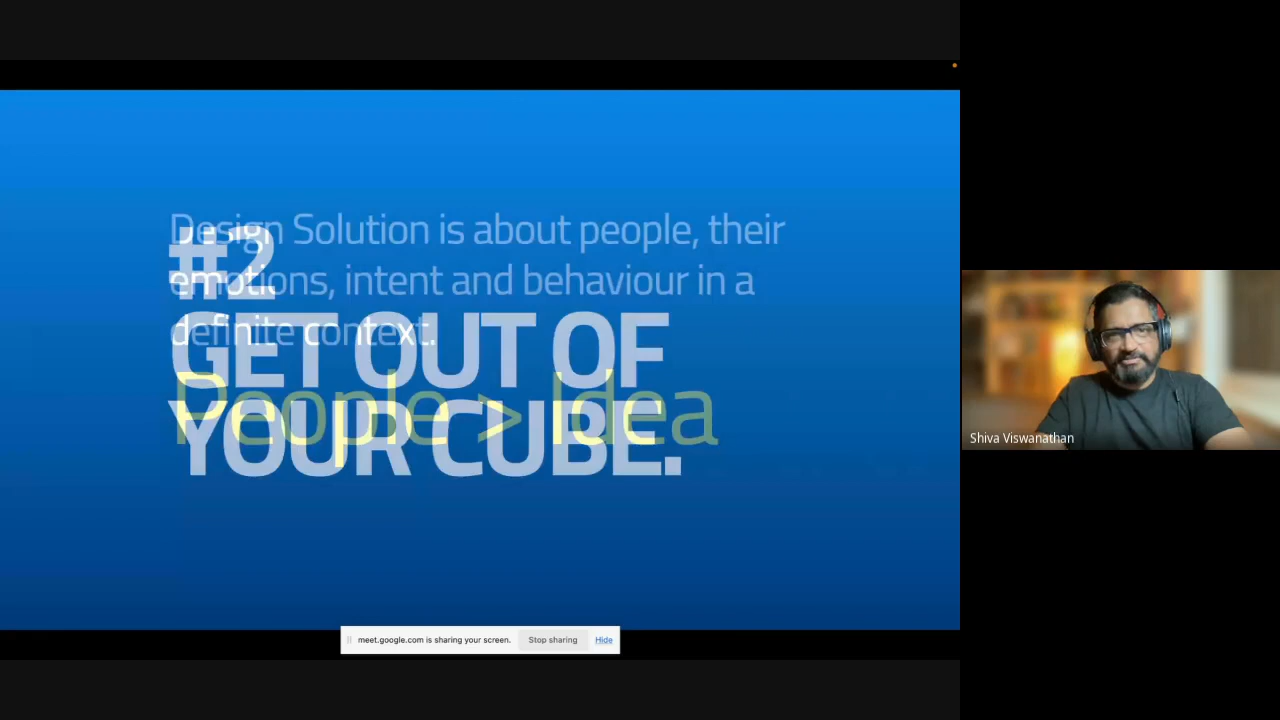 Design Solution is about people, their
emotions, intent and behaviour in a
definite context.
People > Idea
#2
GET OUT OF
YOUR CUBE.
Shiva Viswanathan
meet.google.com is sharing your screen.
Stop sharing
Hide